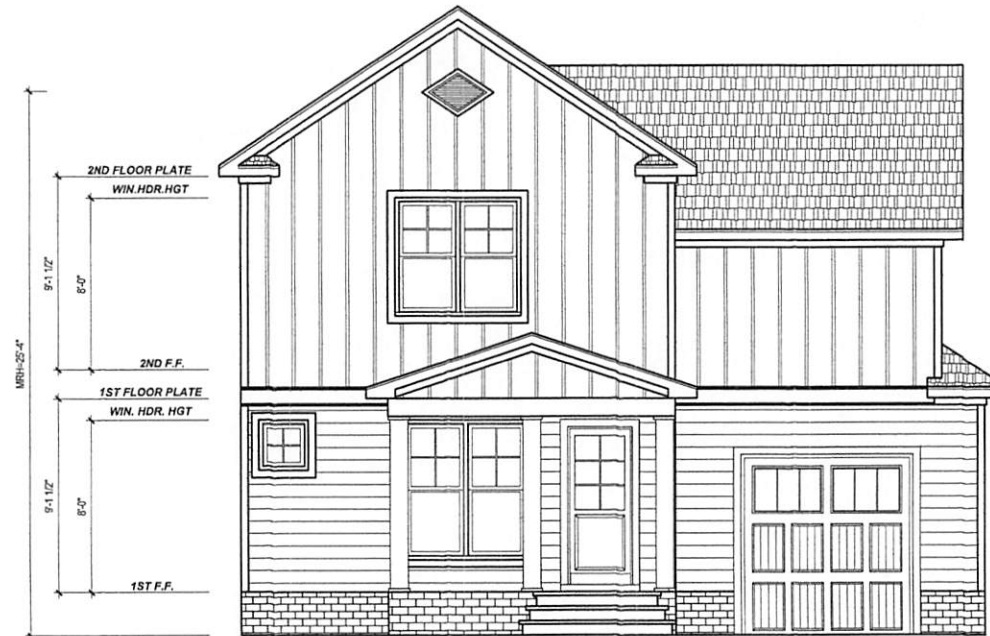 2ND FLOOR PLATE
WIN.HDR.HGT
9'-1 1/2"
8'-0"
MRH=25'-4"
2ND F.F.
1ST FLOOR PLATE
WIN. HDR. HGT
9'-1 1/2"
8'-0"
1ST F.F.